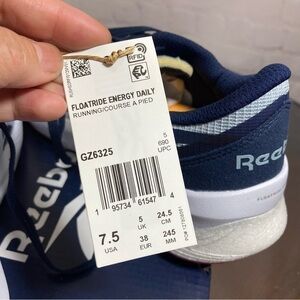 RFID
FLOATRIDE ENERGY DAILY
RUNNING/COURSE A PIED
GZ6325
5
690
UPC
1 95734 61547 4
7.5
USA
5
UK
38
EUR
24.5
CM
245
MM
Reebok
Reeb